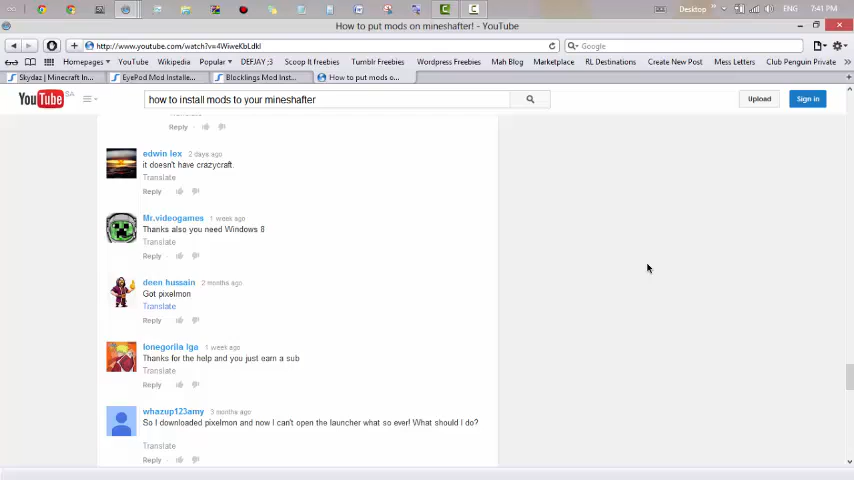 Desktop
ENG
7:41 PM
How to put mods on mineshafter! - YouTube
http://www.youtube.com/watch?v=4WiweKbLdkI
Google
Homepages
YouTube
Wikipedia
Popular
DEEJAY ;3
Scoop It freebies
Tumblr Freebies
Wordpress Freebies
Mah Blog
Marketplace
RL Destinations
Create New Post
Mess Letters
Club Penguin Private
Skydaz | Minecraft In...
EyePod Mod Installe...
Blocklings Mod Inst...
How to put mods o...
YouTube SA
how to install mods to your mineshafter
Upload
Sign in
Translate
Reply
edwin lex 2 days ago
it doesn't have crazycraft.
Translate
Reply
Mr.videogames 1 week ago
Thanks also you need Windows 8
Translate
Reply
deen hussain 2 months ago
Got pixelmon
Translate
Reply
lonegorila lga 1 week ago
Thanks for the help and you just earn a sub
Translate
Reply
whazup123amy 3 months ago
So I downloaded pixelmon and now I can't open the launcher what so ever! What should I do?
Translate
Reply